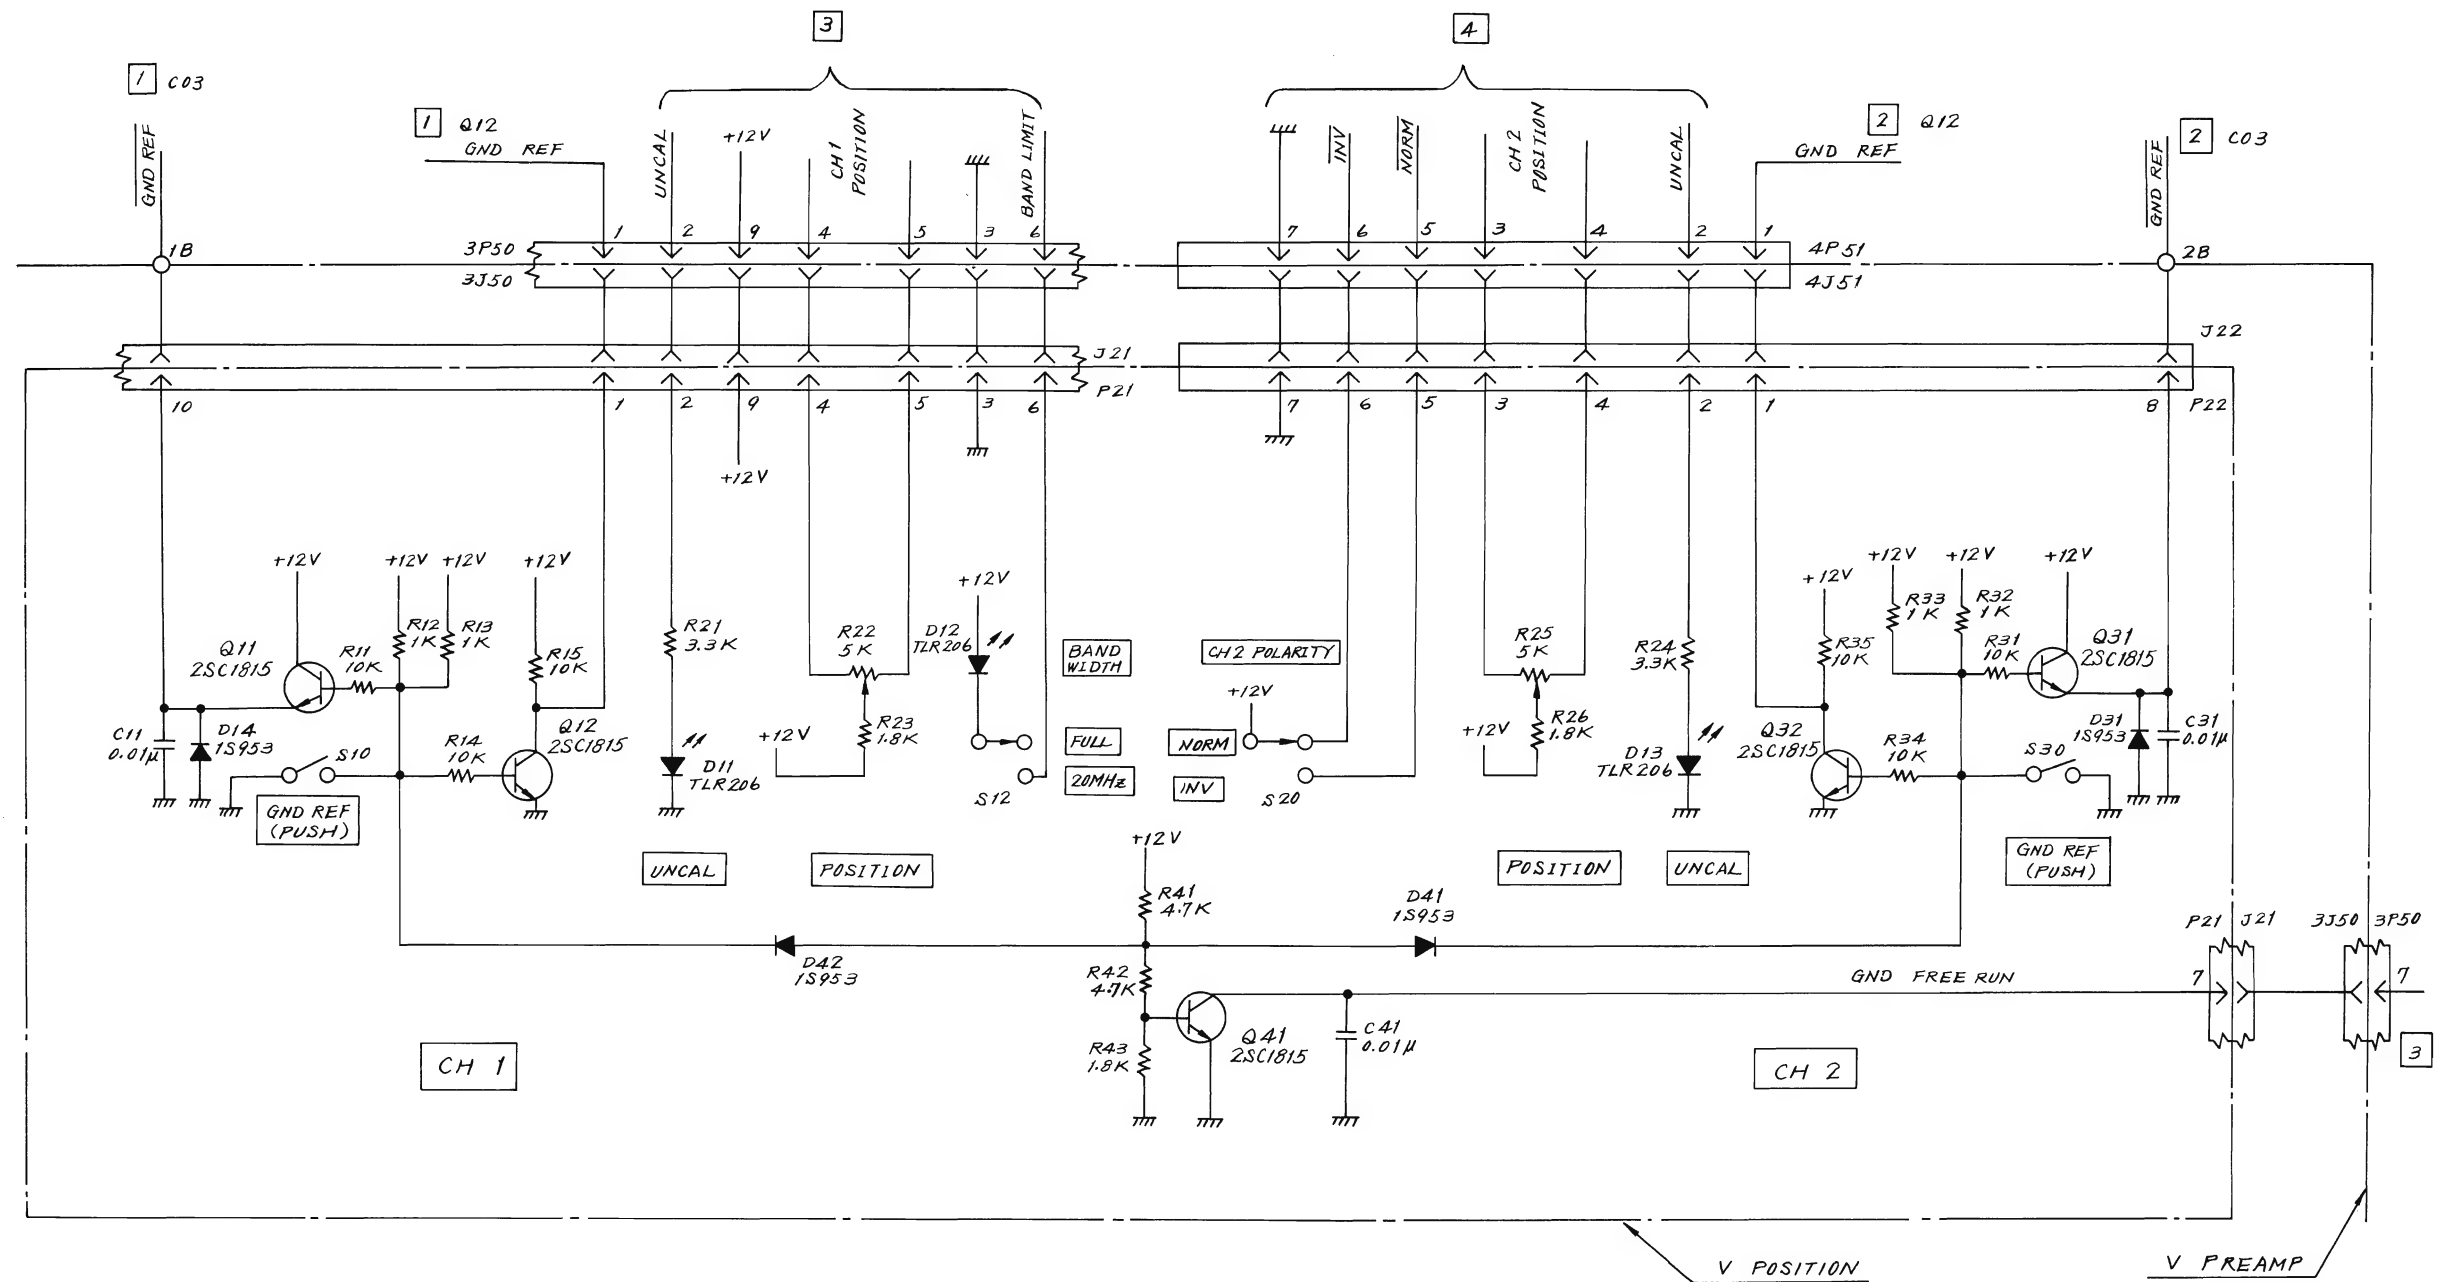 3
4
1 C03
1 Q12
2 Q12
2 C03
GND REF
GND REF
UNCAL
+12V
CH1
POSITION
BAND LIMIT
INV
NORM
CH2
POSITION
UNCAL
GND REF
GND REF
1B
3P50
3J50
1 2 9 4 5 3 6
7 6 5 3 4 2 1
4P51
4J51
2B
J21
P21
J22
P22
10
1 2 9 4 5 3 6
7 6 5 3 4 2 1
8
+12V
+12V
+12V +12V
+12V
Q11
2SC1815
R11
10K
R12
1K
R13
1K
R15
10K
C11
0.01µ
D14
1S953
S10
GND REF
(PUSH)
R14
10K
Q12
2SC1815
R21
3.3K
D11
TLR206
UNCAL
R22
5K
+12V
R23
1.8K
POSITION
+12V
D12
TLR206
BAND
WIDTH
FULL
20MHz
S12
CH2 POLARITY
+12V
NORM
INV
S20
R25
5K
+12V
R26
1.8K
POSITION
R24
3.3K
D13
TLR206
UNCAL
+12V
R35
10K
Q32
2SC1815
+12V
R33
1K
+12V
R32
1K
R31
10K
+12V
Q31
2SC1815
R34
10K
S30
D31
1S953
C31
0.01µ
GND REF
(PUSH)
+12V
R41
4.7K
D42
1S953
D41
1S953
R42
4.7K
R43
1.8K
Q41
2SC1815
C41
0.01µ
GND FREE RUN
P21 J21
3J50 3P50
7
7
3
CH 1
CH 2
V POSITION
V PREAMP